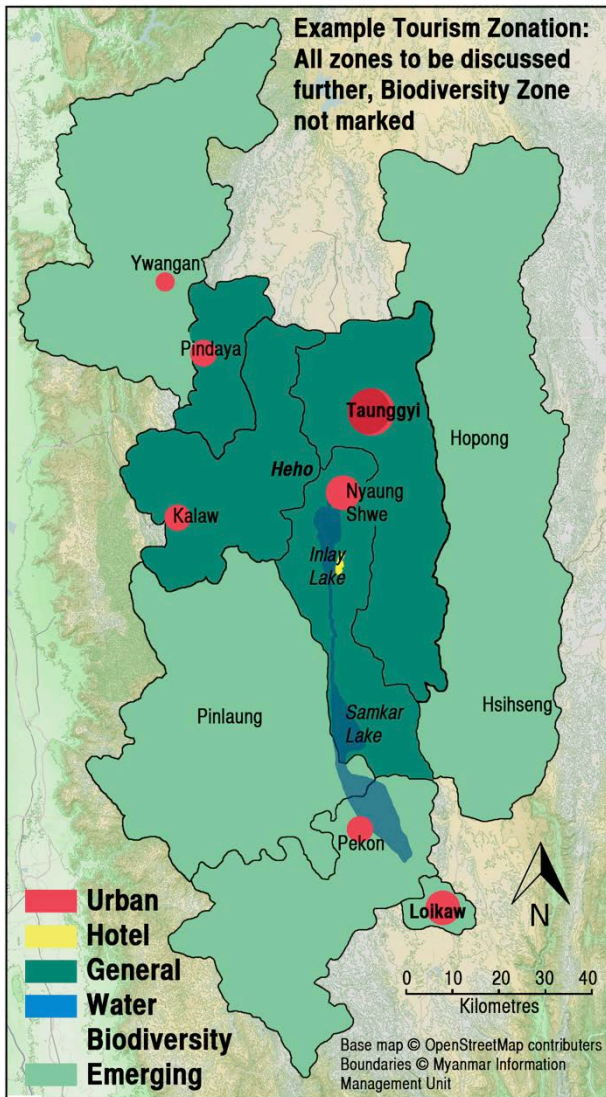 Example Tourism Zonation:
All zones to be discussed
further, Biodiversity Zone
not marked
Ywangan
Pindaya
Taunggyi
Hopong
Heho
Nyaung
Shwe
Kalaw
Inlay
Lake
Pinlaung
Samkar
Lake
Hsihseng
Pekon
Loikaw
N
Urban
Hotel
General
Water
Biodiversity
Emerging
0 10 20 30 40
Kilometres
Base map © OpenStreetMap contributers
Boundaries © Myanmar Information
Management Unit